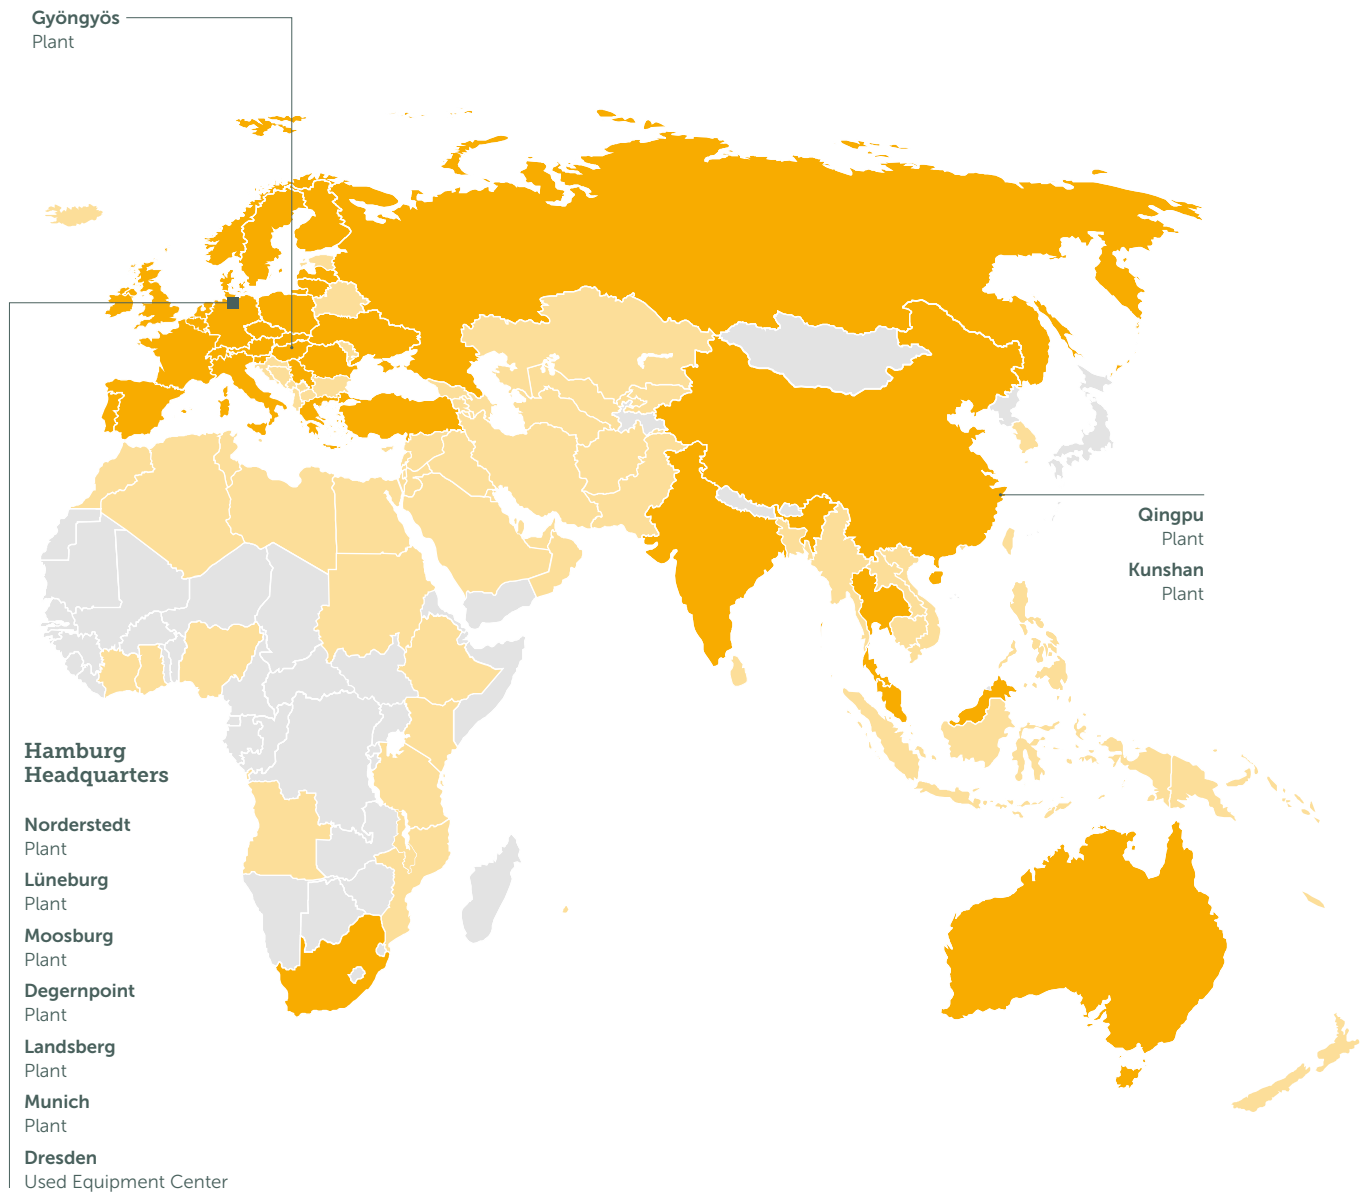 Gyöngyös
Plant
Qingpu
Plant
Kunshan
Plant
Hamburg
Headquarters
Norderstedt
Plant
Lüneburg
Plant
Moosburg
Plant
Degernpoint
Plant
Landsberg
Plant
Munich
Plant
Dresden
Used Equipment Center